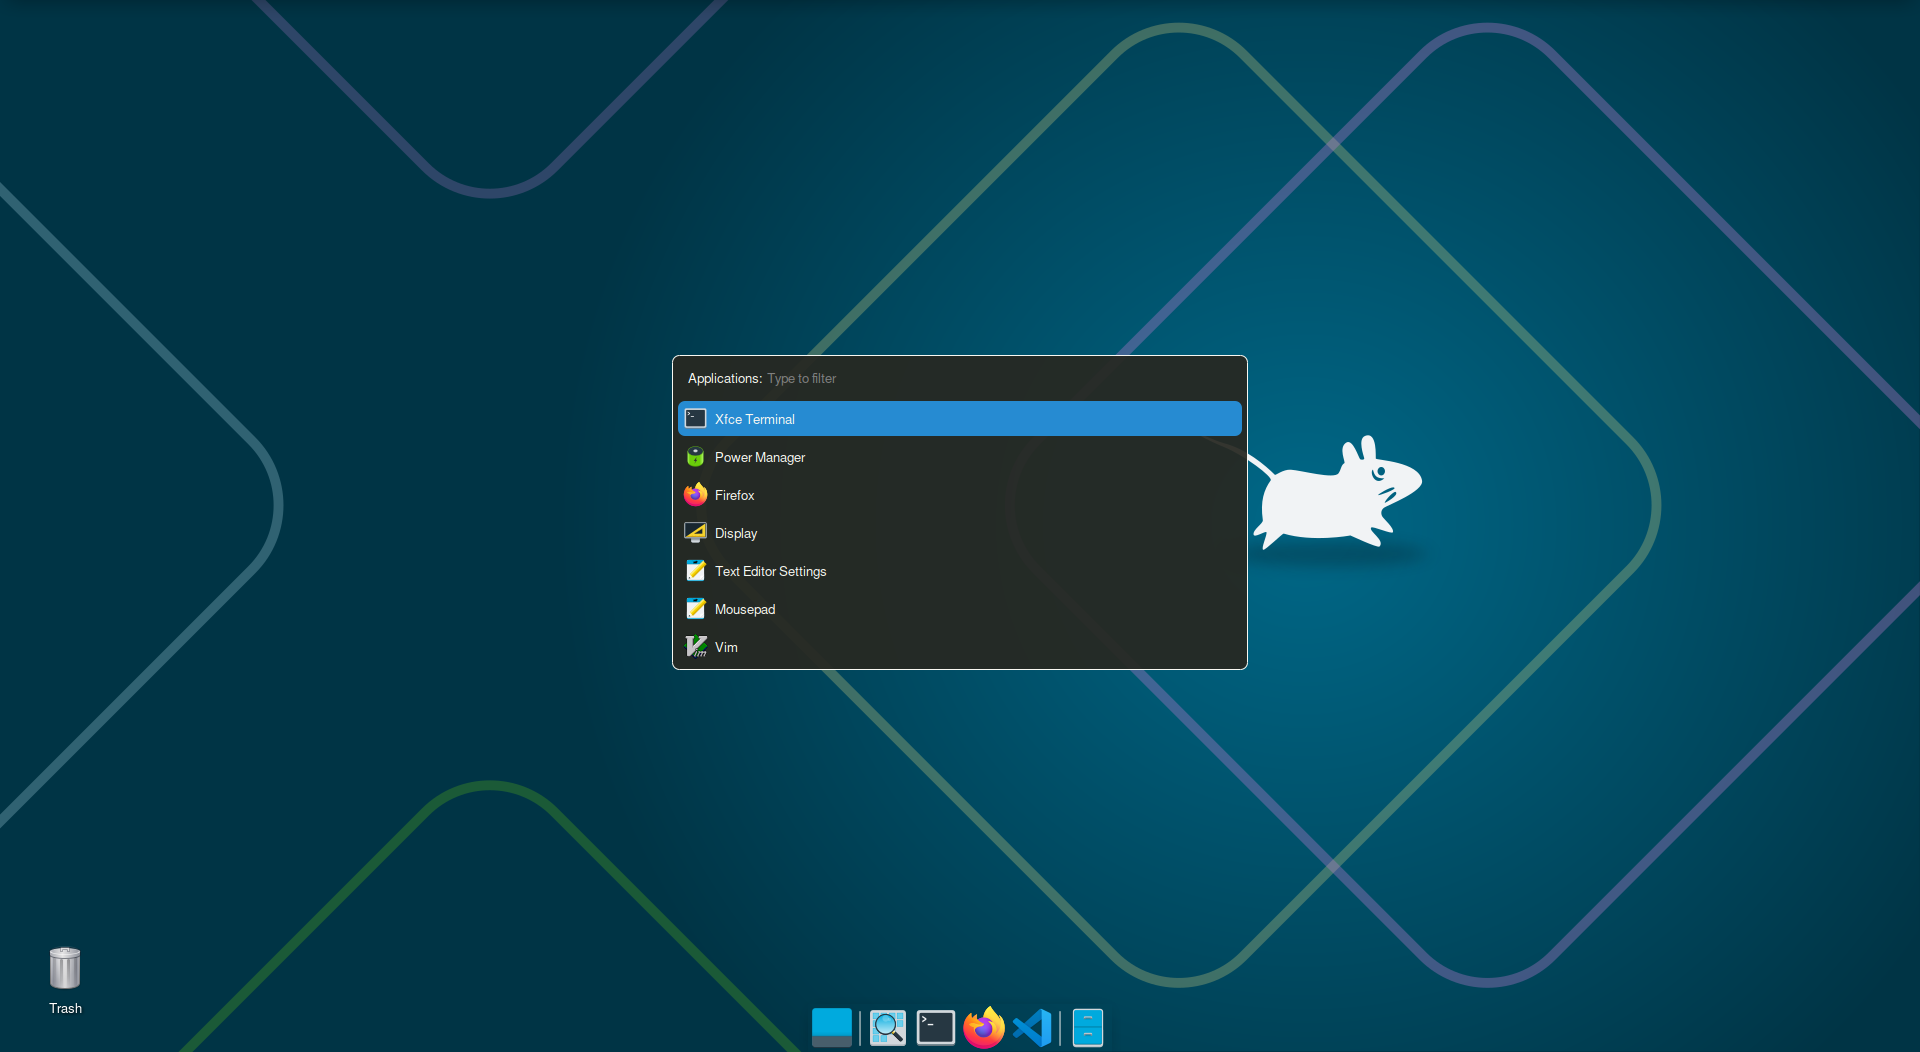 Applications: Type to filter
Xfce Terminal
Power Manager
Firefox
Display
Text Editor Settings
Mousepad
Vim
Trash